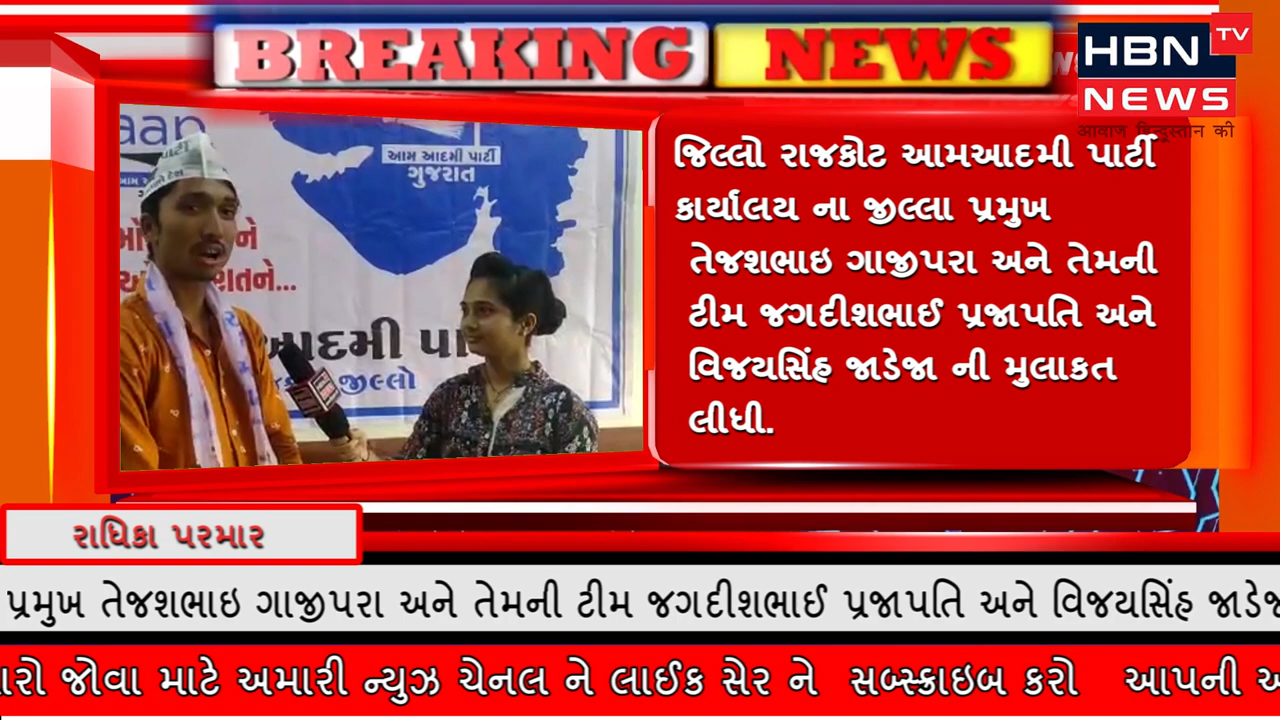 BREAKING NEWS
HBN TV
NEWS
आवाज़ हिन्दुस्तान की
aap
આમ આદમી પાર્ટી
ગુજરાત
જીલ્લો
જિલ્લો રાજકોટ આમઆદમી પાર્ટી
કાર્યાલય ના જીલ્લા પ્રમુખ
તેજશભાઇ ગાજીપરા અને તેમની
ટીમ જગદીશભાઈ પ્રજાપતિ અને
વિજયસિંહ જાડેજા ની મુલાકત
લીધી.
રાધિકા પરમાર
પ્રમુખ તેજશભાઇ ગાજીપરા અને તેમની ટીમ જગદીશભાઈ પ્રજાપતિ અને વિજયસિંહ
જોવા માટે અમારી ન્યુઝ ચેનલ ને લાઈક સેર ને સબ્સ્ક્રાઇબ કરો આપની